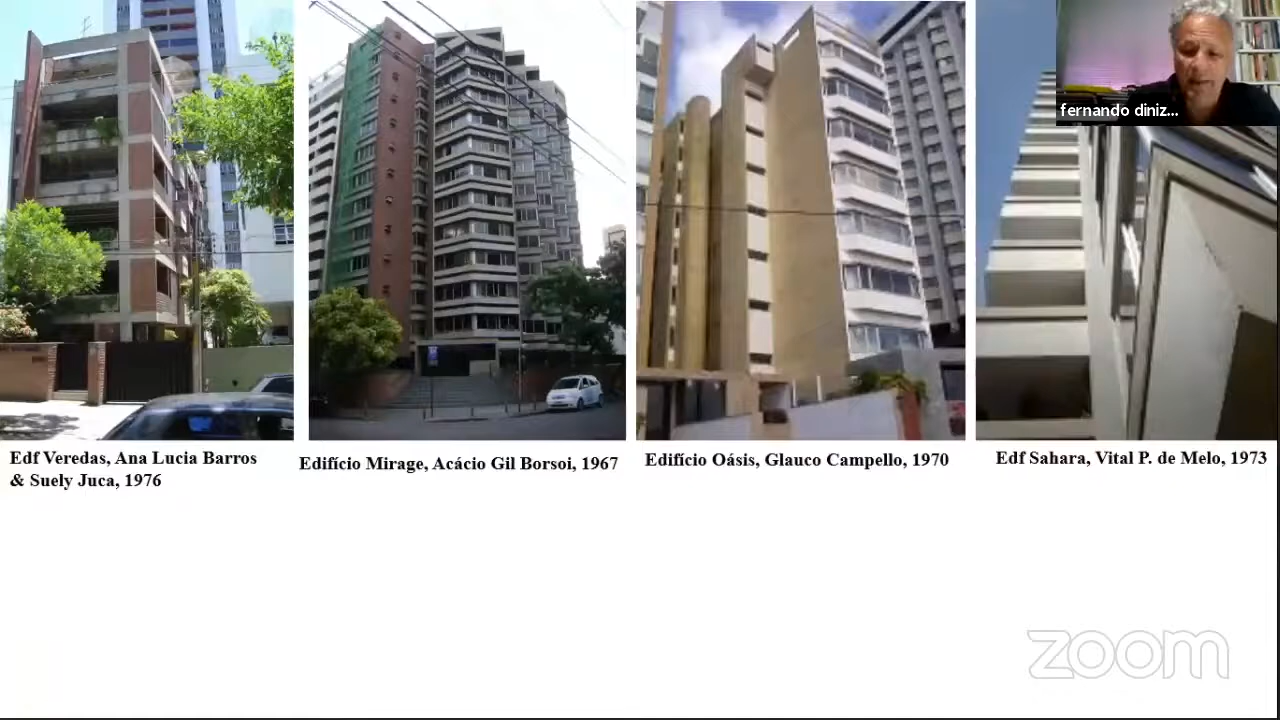 fernando diniz...
Edf Veredas, Ana Lucia Barros
& Suely Juca, 1976
Edifício Mirage, Acácio Gil Borsoi, 1967
Edifício Oásis, Glauco Campello, 1970
Edf Sahara, Vital P. de Melo, 1973
zoom